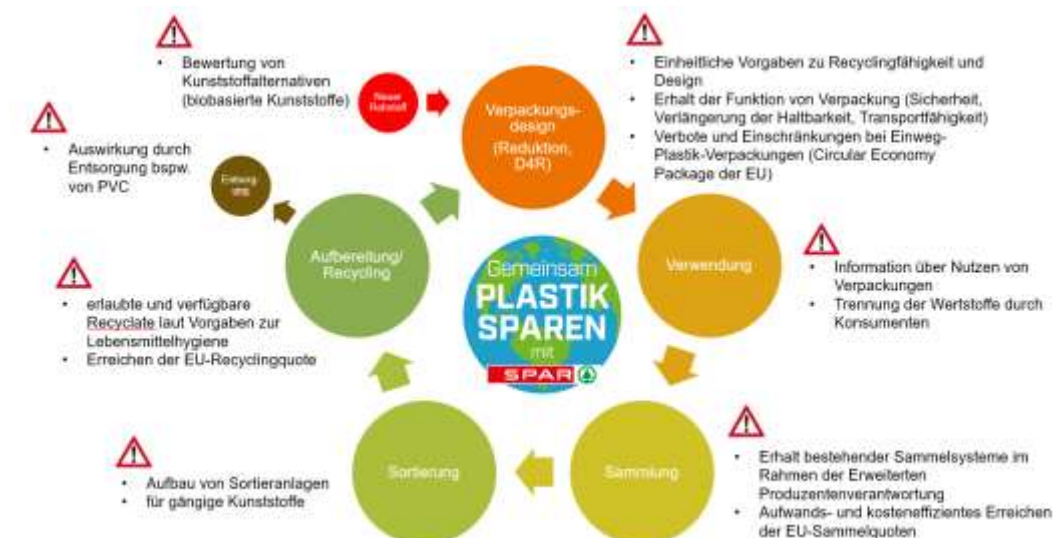 Bewertung von
Kunststoffalternativen
(biobasierte Kunststoffe)
Neuer
Rohstoff
Verpackungs-
design
(Reduktion,
D4R)
Einheitliche Vorgaben zu Recyclingfähigkeit und
Design
Erhalt der Funktion von Verpackung (Sicherheit,
Verlängerung der Haltbarkeit, Transportfähigkeit)
Verbote und Einschränkungen bei Einweg-
Plastik-Verpackungen (Circular Economy
Package der EU)
Auswirkung durch
Entsorgung bspw.
von PVC
Aufbereitung/
Recycling
Gemeinsam
PLASTIK
SPAREN
mit
SPAR
Verwendung
Information über Nutzen von
Verpackungen
Trennung der Wertstoffe durch
Konsumenten
erlaubte und verfügbare
Recyclate laut Vorgaben zur
Lebensmittelhygiene
Erreichen der EU-Recyclingquote
Sortierung
Aufbau von Sortieranlagen
für gängige Kunststoffe
Sammlung
Erhalt bestehender Sammelsysteme im
Rahmen der Erweiterten
Produzentenverantwortung
Aufwands- und kosteneffizientes Erreichen
der EU-Sammelquoten